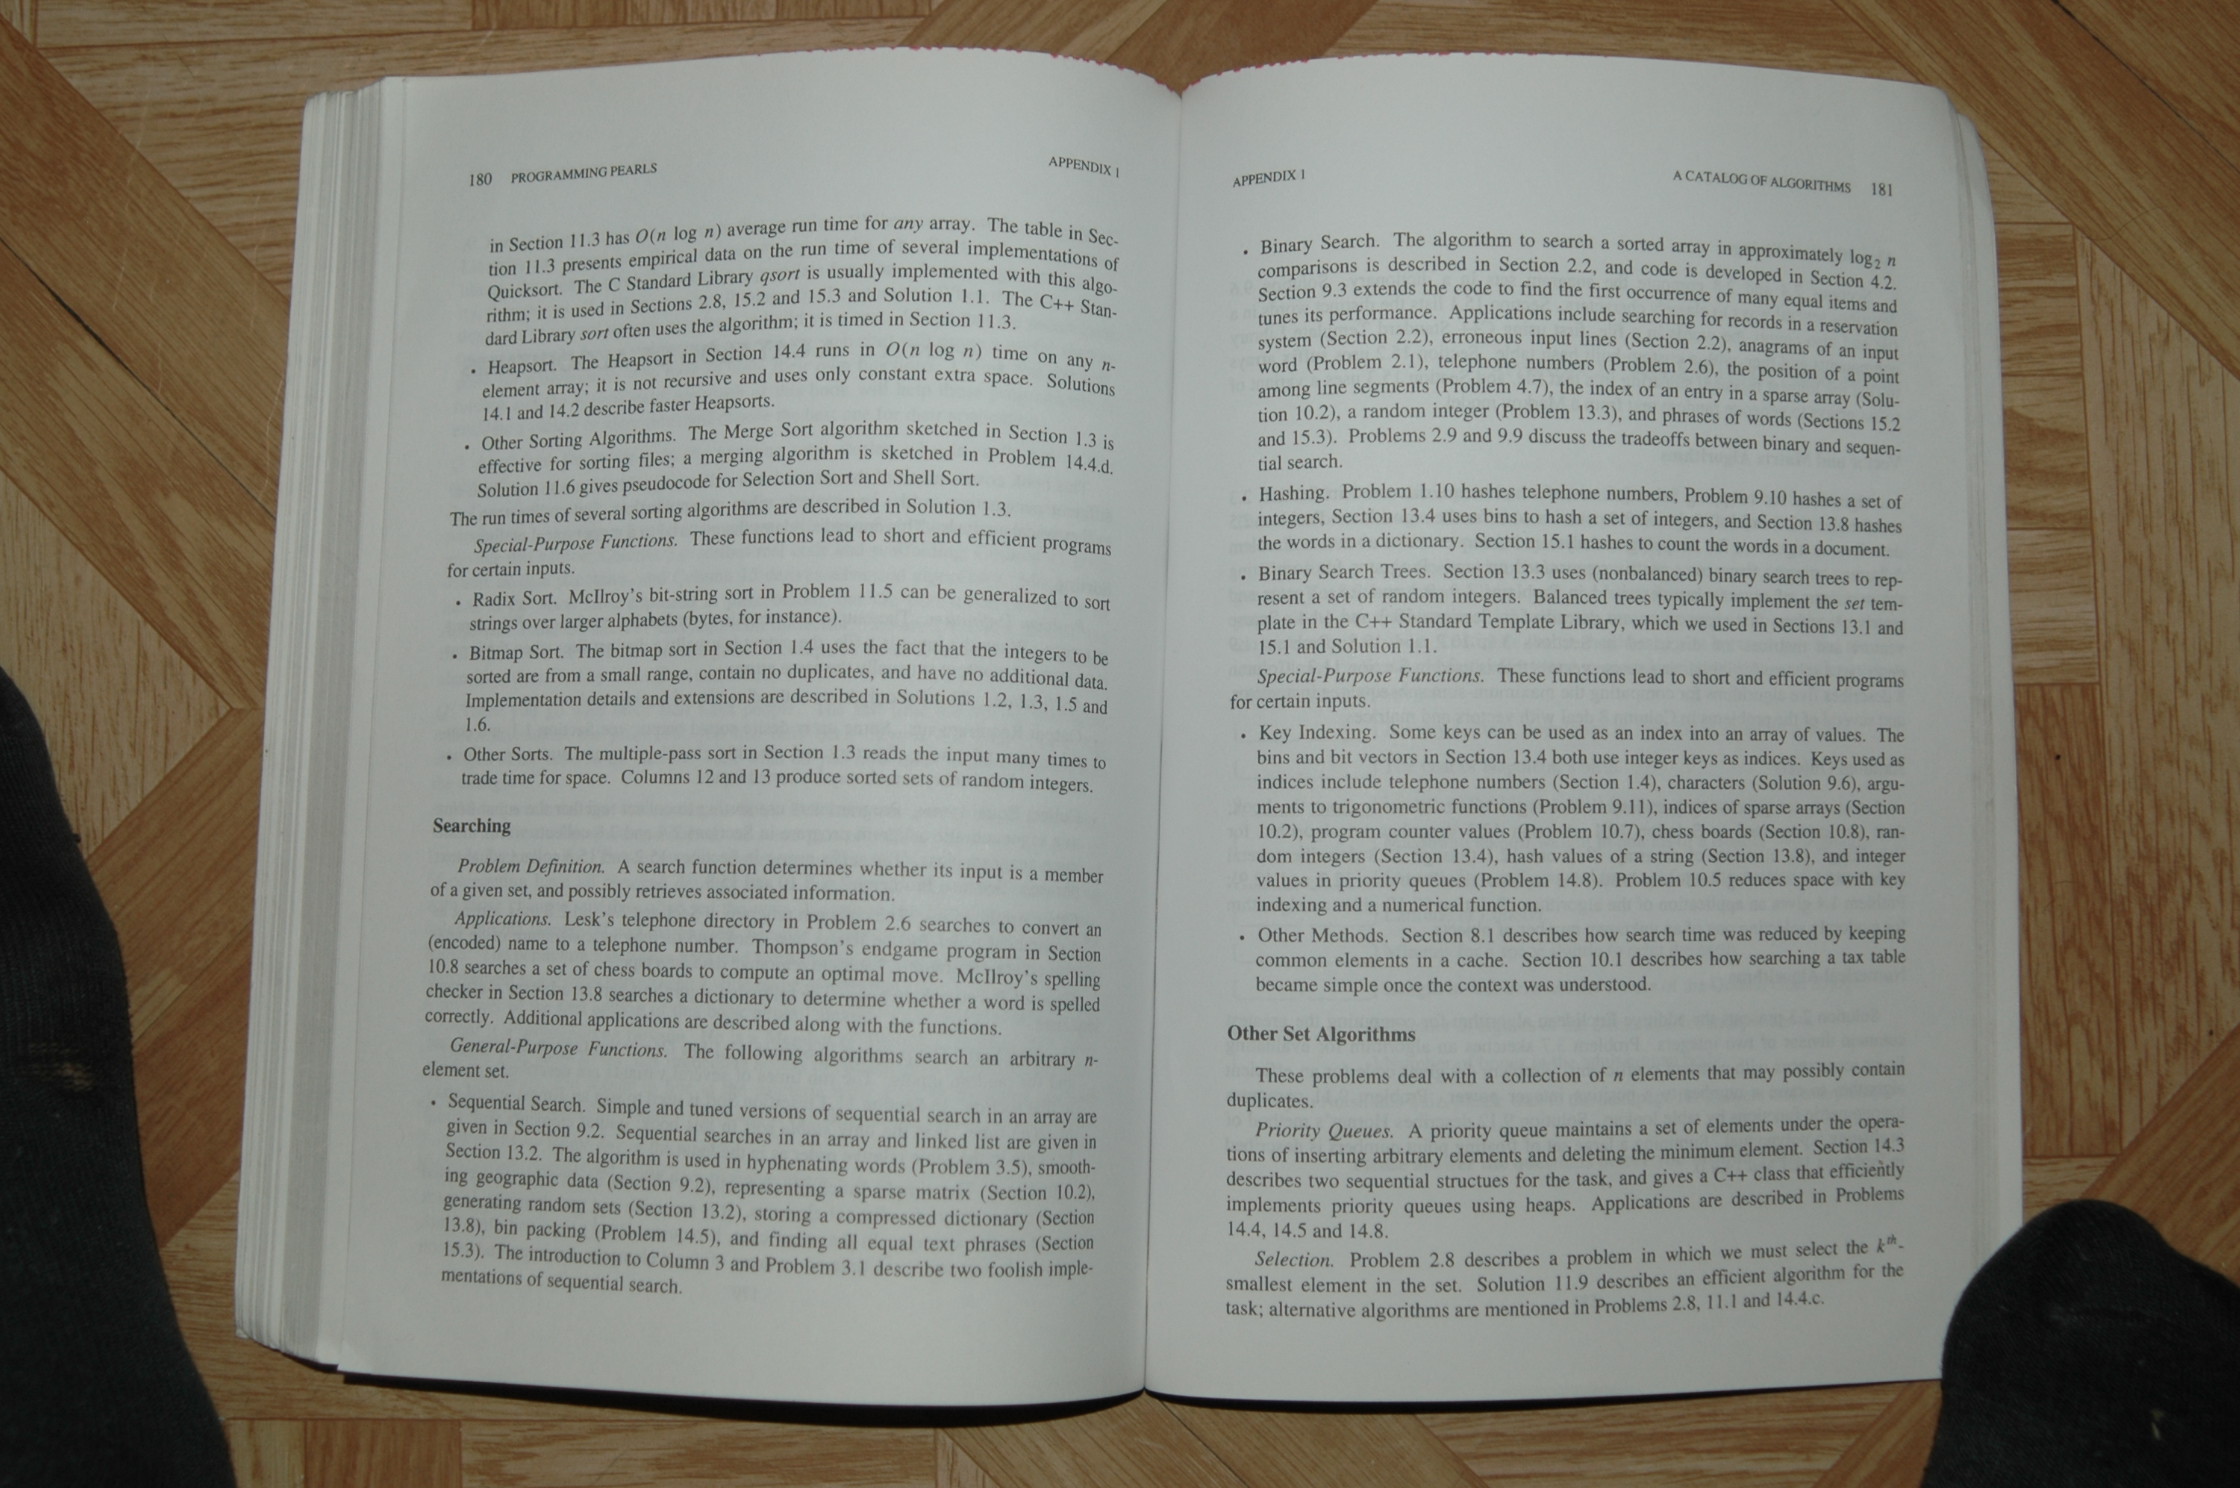 180 PROGRAMMING PEARLS APPENDIX 1
in Section 11.3 has O(n log n) average run time for any array. The table in Sec-
tion 11.3 presents empirical data on the run time of several implementations of
Quicksort. The C Standard Library qsort is usually implemented with this algo-
rithm; it is used in Sections 2.8, 15.2 and 15.3 and Solution 1.1. The C++ Stan-
dard Library sort often uses the algorithm; it is timed in Section 11.3.
• Heapsort. The Heapsort in Section 14.4 runs in O(n log n) time on any n-
element array; it is not recursive and uses only constant extra space. Solutions
14.1 and 14.2 describe faster Heapsorts.
• Other Sorting Algorithms. The Merge Sort algorithm sketched in Section 1.3 is
effective for sorting files; a merging algorithm is sketched in Problem 14.4.d.
Solution 11.6 gives pseudocode for Selection Sort and Shell Sort.
The run times of several sorting algorithms are described in Solution 1.3.
Special-Purpose Functions. These functions lead to short and efficient programs
for certain inputs.
• Radix Sort. McIlroy's bit-string sort in Problem 11.5 can be generalized to sort
strings over larger alphabets (bytes, for instance).
• Bitmap Sort. The bitmap sort in Section 1.4 uses the fact that the integers to be
sorted are from a small range, contain no duplicates, and have no additional data.
Implementation details and extensions are described in Solutions 1.2, 1.3, 1.5 and
1.6.
• Other Sorts. The multiple-pass sort in Section 1.3 reads the input many times to
trade time for space. Columns 12 and 13 produce sorted sets of random integers.
Searching
Problem Definition. A search function determines whether its input is a member
of a given set, and possibly retrieves associated information.
Applications. Lesk's telephone directory in Problem 2.6 searches to convert an
(encoded) name to a telephone number. Thompson's endgame program in Section
10.8 searches a set of chess boards to compute an optimal move. McIlroy's spelling
checker in Section 13.8 searches a dictionary to determine whether a word is spelled
correctly. Additional applications are described along with the functions.
General-Purpose Functions. The following algorithms search an arbitrary n-
element set.
• Sequential Search. Simple and tuned versions of sequential search in an array are
given in Section 9.2. Sequential searches in an array and linked list are given in
Section 13.2. The algorithm is used in hyphenating words (Problem 3.5), smooth-
ing geographic data (Section 9.2), representing a sparse matrix (Section 10.2),
generating random sets (Section 13.2), storing a compressed dictionary (Section
13.8), bin packing (Problem 14.5), and finding all equal text phrases (Section
15.3). The introduction to Column 3 and Problem 3.1 describe two foolish imple-
mentations of sequential search.
APPENDIX 1 A CATALOG OF ALGORITHMS 181
• Binary Search. The algorithm to search a sorted array in approximately log₂ n
comparisons is described in Section 2.2, and code is developed in Section 4.2.
Section 9.3 extends the code to find the first occurrence of many equal items and
tunes its performance. Applications include searching for records in a reservation
system (Section 2.2), erroneous input lines (Section 2.2), anagrams of an input
word (Problem 2.1), telephone numbers (Problem 2.6), the position of a point
among line segments (Problem 4.7), the index of an entry in a sparse array (Solu-
tion 10.2), a random integer (Problem 13.3), and phrases of words (Sections 15.2
and 15.3). Problems 2.9 and 9.9 discuss the tradeoffs between binary and sequen-
tial search.
• Hashing. Problem 1.10 hashes telephone numbers, Problem 9.10 hashes a set of
integers, Section 13.4 uses bins to hash a set of integers, and Section 13.8 hashes
the words in a dictionary. Section 15.1 hashes to count the words in a document.
• Binary Search Trees. Section 13.3 uses (nonbalanced) binary search trees to rep-
resent a set of random integers. Balanced trees typically implement the set tem-
plate in the C++ Standard Template Library, which we used in Sections 13.1 and
15.1 and Solution 1.1.
Special-Purpose Functions. These functions lead to short and efficient programs
for certain inputs.
• Key Indexing. Some keys can be used as an index into an array of values. The
bins and bit vectors in Section 13.4 both use integer keys as indices. Keys used as
indices include telephone numbers (Section 1.4), characters (Solution 9.6), argu-
ments to trigonometric functions (Problem 9.11), indices of sparse arrays (Section
10.2), program counter values (Problem 10.7), chess boards (Section 10.8), ran-
dom integers (Section 13.4), hash values of a string (Section 13.8), and integer
values in priority queues (Problem 14.8). Problem 10.5 reduces space with key
indexing and a numerical function.
• Other Methods. Section 8.1 describes how search time was reduced by keeping
common elements in a cache. Section 10.1 describes how searching a tax table
became simple once the context was understood.
Other Set Algorithms
These problems deal with a collection of n elements that may possibly contain
duplicates.
Priority Queues. A priority queue maintains a set of elements under the opera-
tions of inserting arbitrary elements and deleting the minimum element. Section 14.3
describes two sequential structues for the task, and gives a C++ class that efficiently
implements priority queues using heaps. Applications are described in Problems
14.4, 14.5 and 14.8.
Selection. Problem 2.8 describes a problem in which we must select the kᵗʰ-
smallest element in the set. Solution 11.9 describes an efficient algorithm for the
task; alternative algorithms are mentioned in Problems 2.8, 11.1 and 14.4.c.